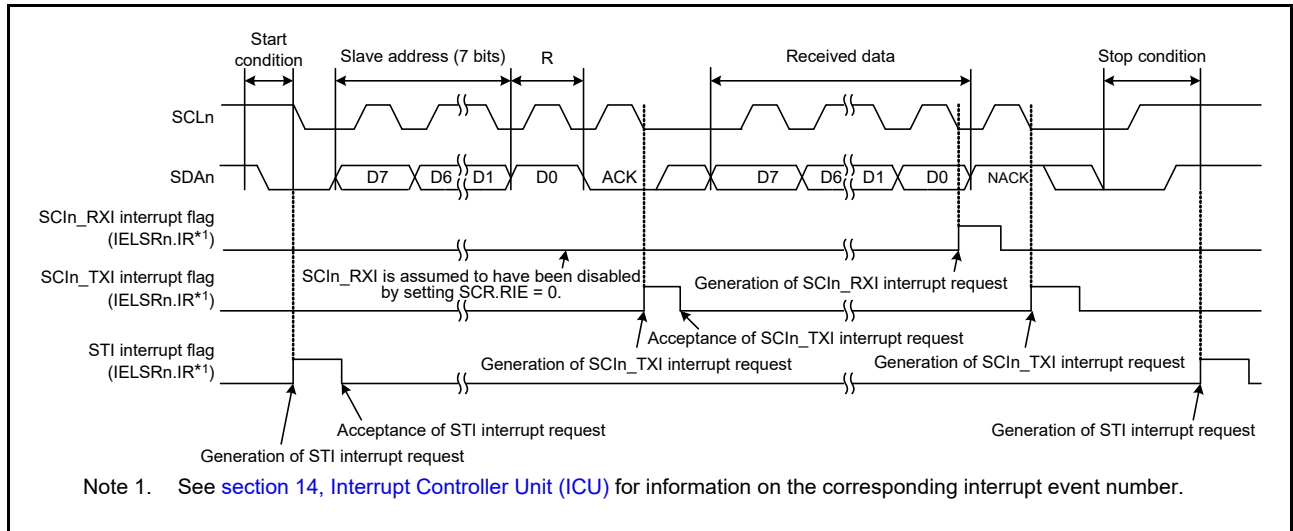 Start
condition
Slave address (7 bits)
R
Received data
Stop condition
SCLn
SDAn
D7
D6
D1
D0
ACK
D7
D6
D1
D0
NACK
SCIn_RXI interrupt flag
(IELSRn.IR*1)
SCIn_RXI is assumed to have been disabled
by setting SCR.RIE = 0.
Generation of SCIn_RXI interrupt request
SCIn_TXI interrupt flag
(IELSRn.IR*1)
Acceptance of SCIn_TXI interrupt request
Generation of SCIn_TXI interrupt request
Generation of SCIn_TXI interrupt request
STI interrupt flag
(IELSRn.IR*1)
Acceptance of STI interrupt request
Generation of STI interrupt request
Generation of STI interrupt request
Note 1. See section 14, Interrupt Controller Unit (ICU) for information on the corresponding interrupt event number.